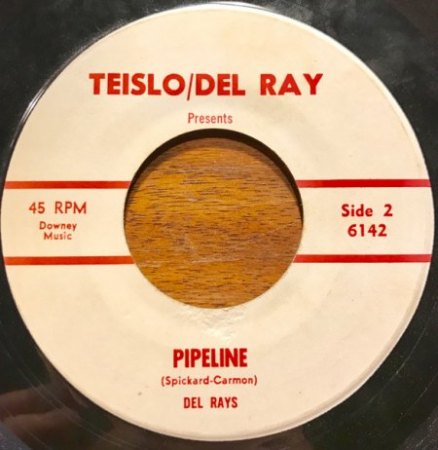 TEISLO/DEL RAY
Presents
45 RPM
Downey
Music
Side 2
6142
PIPELINE
(Spickard-Carmon)
DEL RAYS